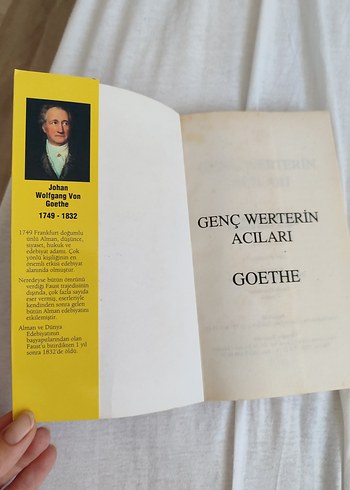 Johan
Wolfgang Von
Goethe
1749 - 1832
1749 Frankfurt doğumlu
ünlü Alman, düşünce,
siyaset, hukuk ve
edebiyat adamı. Çok
yönlü kişiliğinin en
önemli etkisi edebiyat
alanında olmuştur.
Neredeyse bütün ömrünü
verdiği Faust trajedisinin
dışında, çok fazla sayıda
eser vermiş, eserleriyle
kendinden sonra gelen
bütün Alman edebiyatını
etkilemiştir.
Alman ve Dünya
Edebiyatının
başyapıtlarından olan
Faust'u bitirdikten 1 yıl
sonra 1832'de öldü.
GENÇ WERTERİN
ACILARI
GOETHE